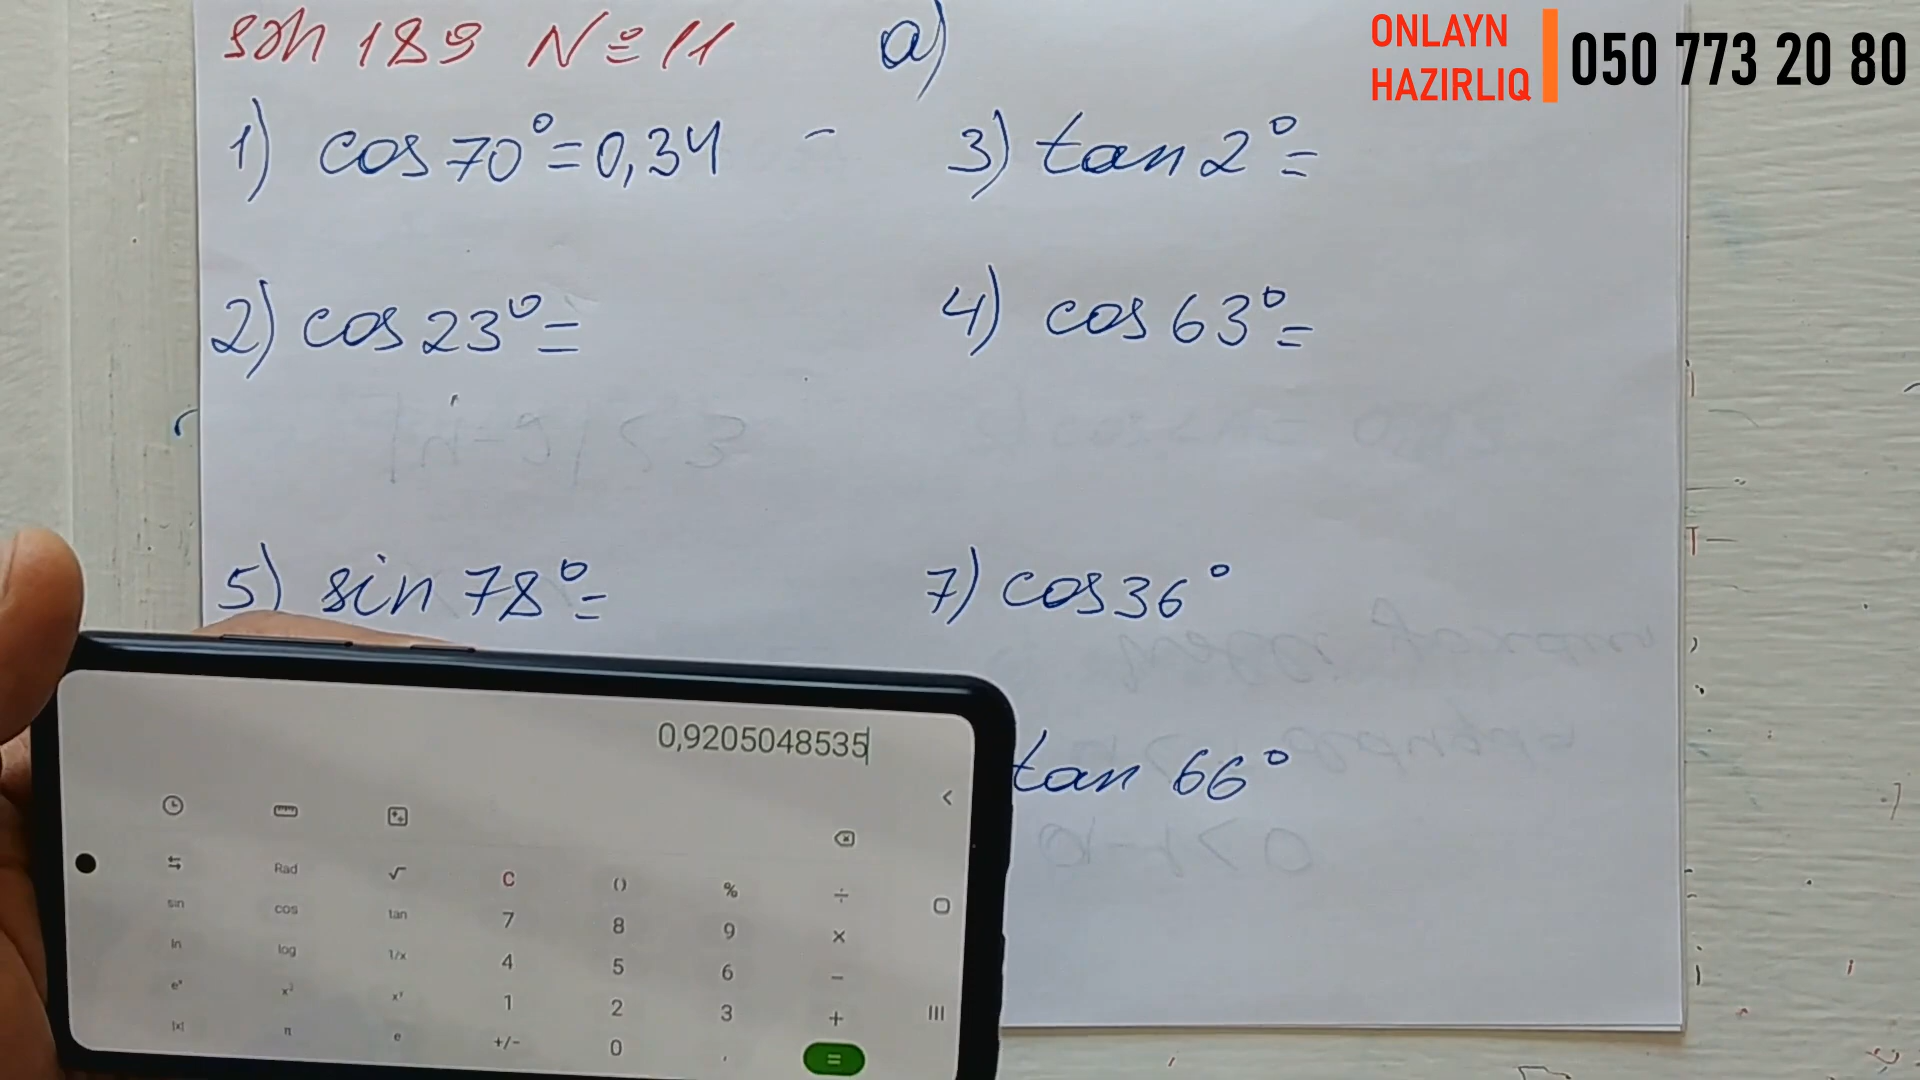 səh 189 №11 a)
ONLAYN
HAZIRLIQ
050 773 20 80
1) cos 70° = 0,34
3) tan 2° =
2) cos 23° =
4) cos 63° =
5) sin 78° =
7) cos 36°
tan 66°
0,9205048535
Rad √ C () % ÷
sin cos tan 7 8 9 ×
ln log 1/x 4 5 6 −
eˣ x² xʸ 1 2 3 +
|x| π e +/− 0 , =